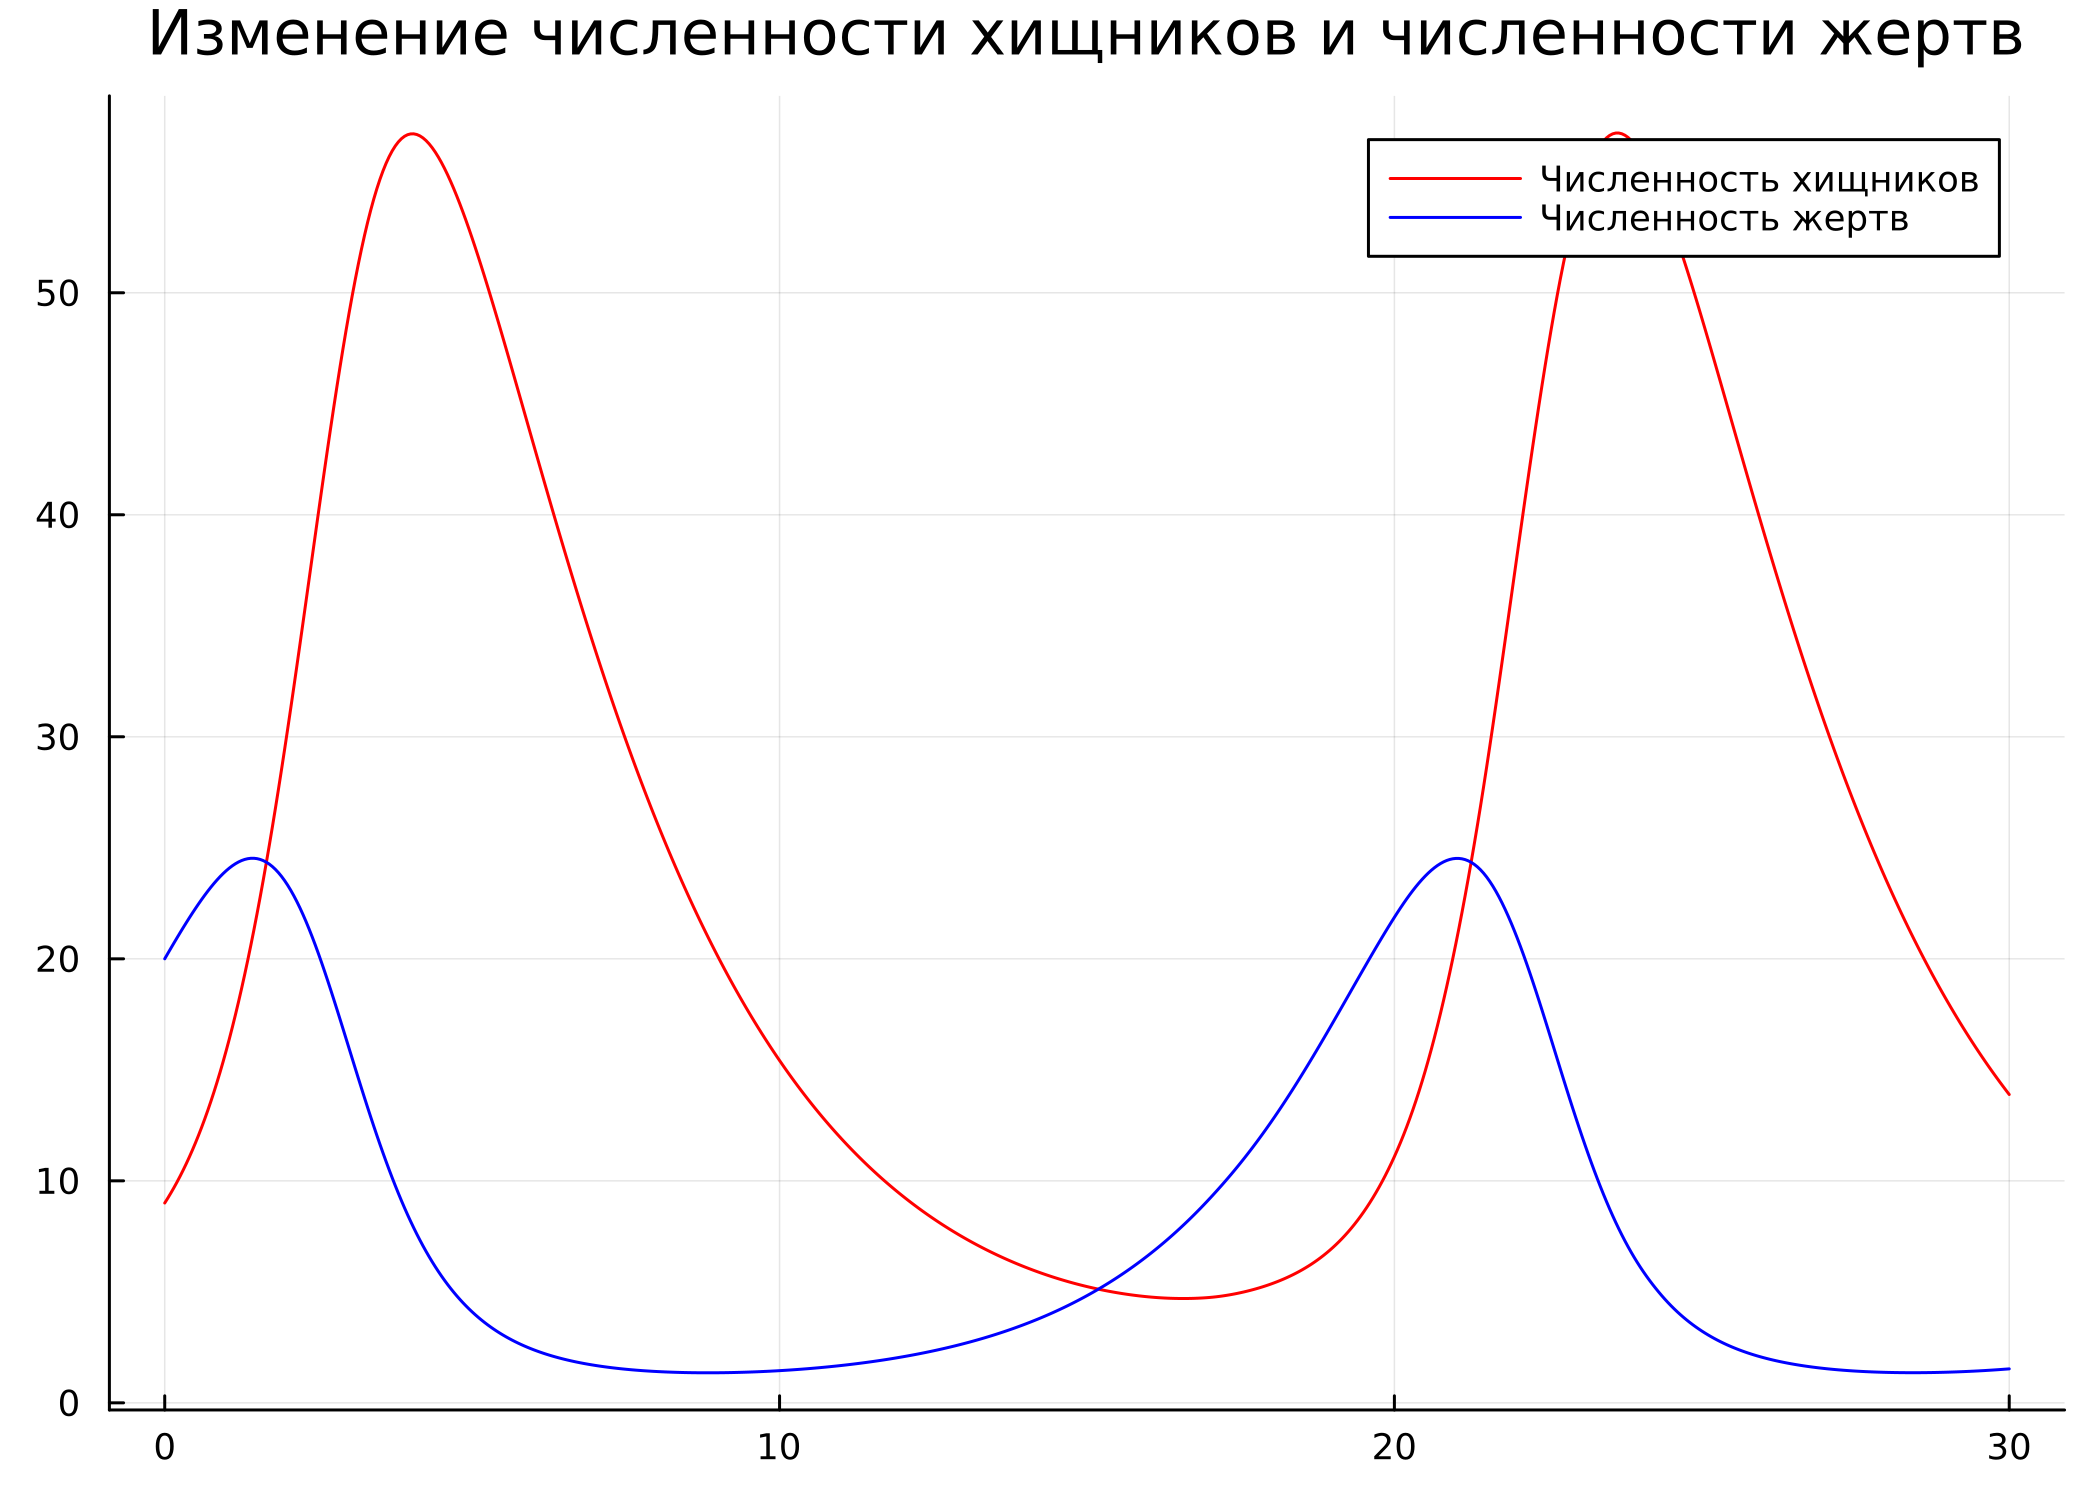 Изменение численности хищников и численности жертв
Численность хищников
Численность жертв
50
40
30
20
10
0
0 10 20 30